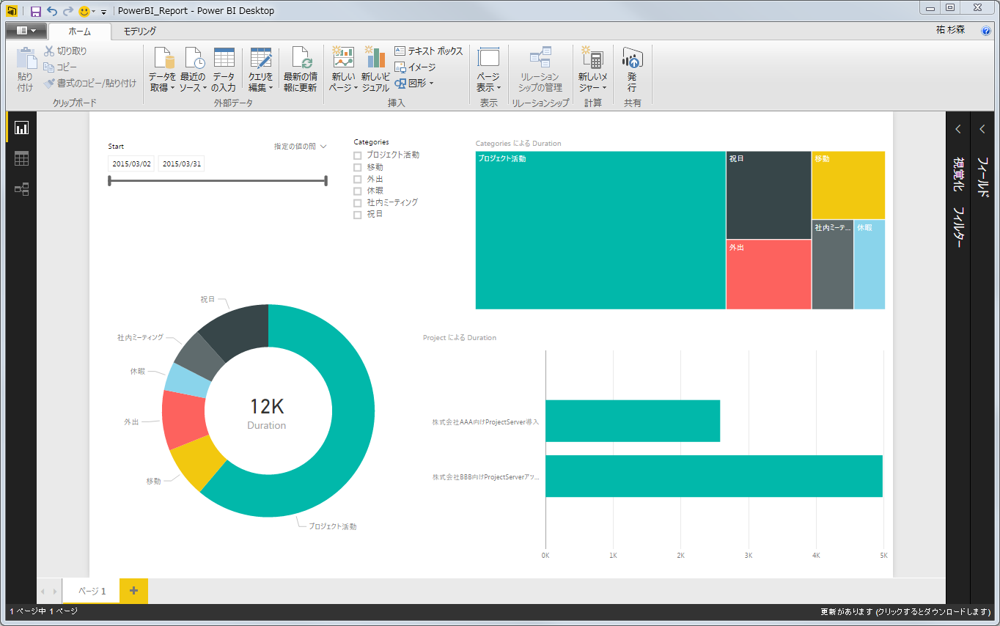 PowerBI_Report - Power BI Desktop
ホーム
モデリング
祐 杉森
貼り
付け
切り取り
コピー
書式のコピー/貼り付け
クリップボード
データを
取得
最近の
ソース
データ
の入力
クエリを
編集
最新の情
報に更新
外部データ
新しい
ページ
新しいビ
ジュアル
テキスト ボックス
イメージ
図形
挿入
ページ
表示
表示
リレーション
シップの管理
リレーションシップ
新しいメ
ジャー
計算
発
行
共有
Start
指定の値の間
2015/03/02
2015/03/31
Categories
プロジェクト活動
移動
外出
休暇
社内ミーティング
祝日
Categories による Duration
プロジェクト活動
祝日
移動
外出
社内ミーテ...
休暇
視覚化
フィルター
フィールド
祝日
社内ミーティング
休暇
外出
移動
プロジェクト活動
12K
Duration
Project による Duration
株式会社AAA向けProjectServer導入
株式会社BBB向けProjectServerアッ...
0K
1K
2K
3K
4K
5K
ページ 1
+
1 ページ中 1 ページ
更新があります (クリックするとダウンロードします)